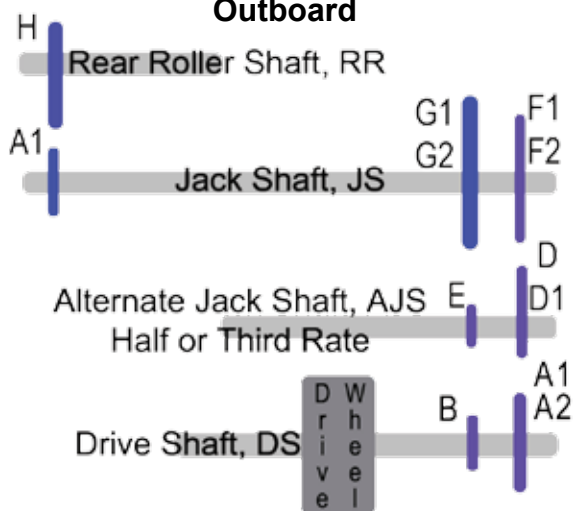 Outboard
H
Rear Roller Shaft, RR
A1
G1
G2
F1
F2
Jack Shaft, JS
D
D1
Alternate Jack Shaft, AJS
Half or Third Rate
E
A1
A2
B
Drive Shaft, DS
Drive
Wheel